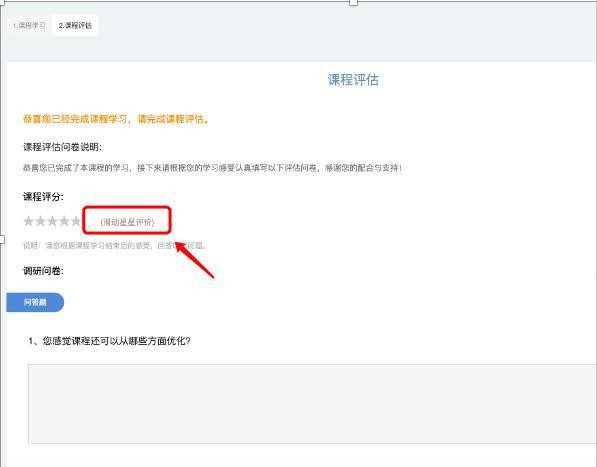 1.课程学习 2.课程评估
课程评估
恭喜您已经完成课程学习，请完成课程评估。
课程评估问卷说明:
恭喜您已完成了本课程的学习，接下来请根据您的学习感受认真填写以下评估问卷，感谢您的配合与支持!
课程评分:
(滑动星星评价)
说明：请您根据课程学习结束后的感受，回答 问题。
调研问卷:
问答题
1、您感觉课程还可以从哪些方面优化?